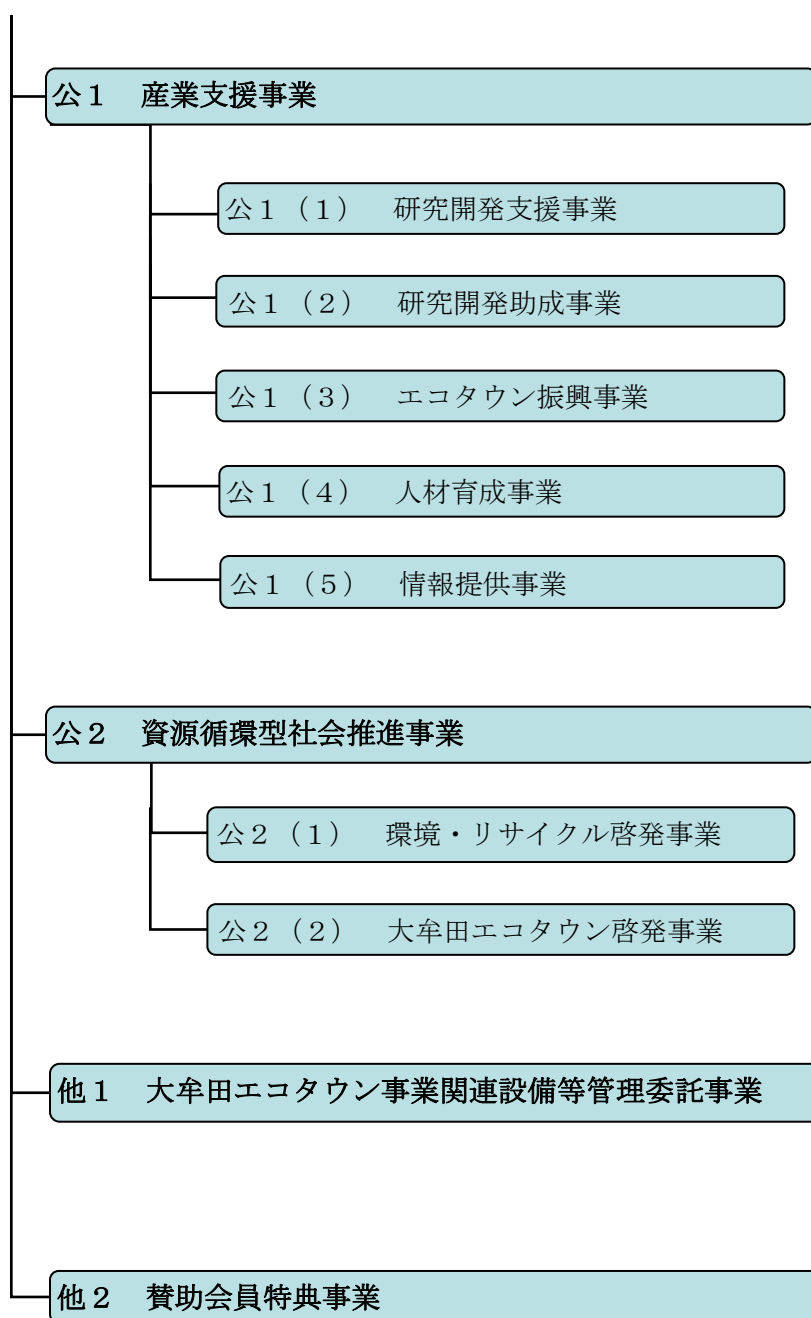 公１　産業支援事業
公１（１）　研究開発支援事業
公１（２）　研究開発助成事業
公１（３）　エコタウン振興事業
公１（４）　人材育成事業
公１（５）　情報提供事業
公２　資源循環型社会推進事業
公２（１）　環境・リサイクル啓発事業
公２（２）　大牟田エコタウン啓発事業
他１　大牟田エコタウン事業関連設備等管理委託事業
他２　賛助会員特典事業